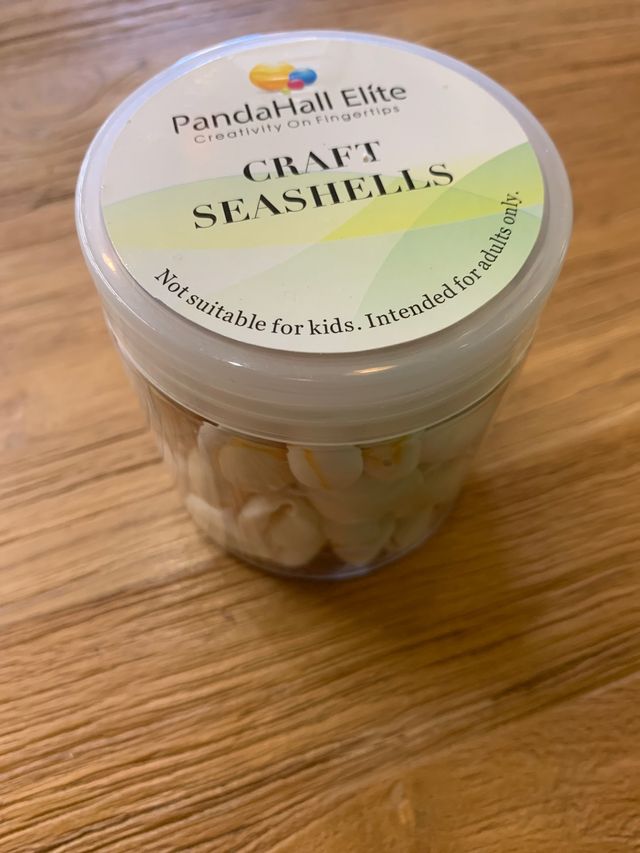 PandaHall Elite
Creativity On Fingertips
CRAFT
SEASHELLS
Not suitable for kids. Intended for adults only.